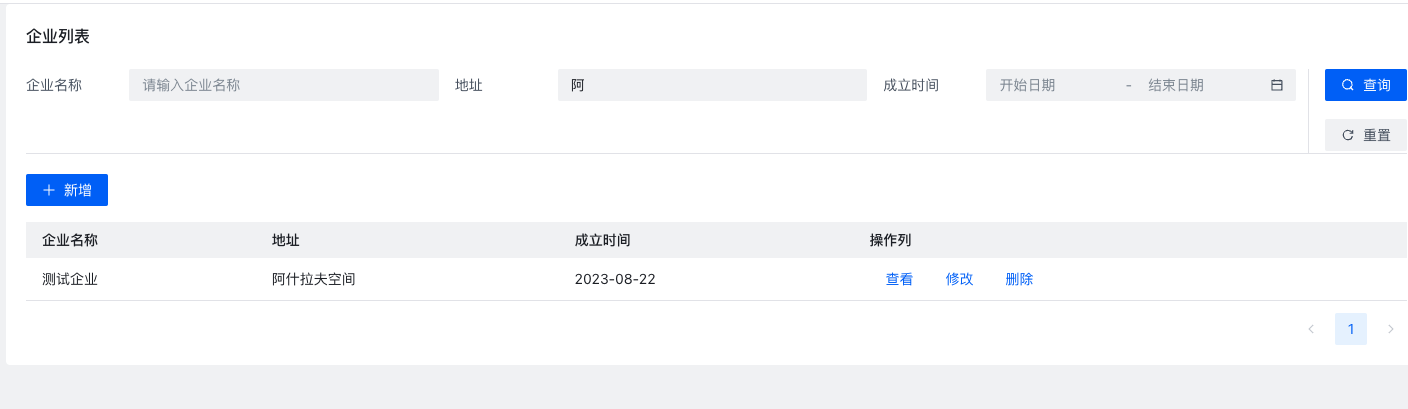 企业列表
企业名称 请输入企业名称 地址 阿 成立时间 开始日期 - 结束日期 查询
重置
新增
企业名称 地址 成立时间 操作列
测试企业 阿什拉夫空间 2023-08-22 查看 修改 删除
1